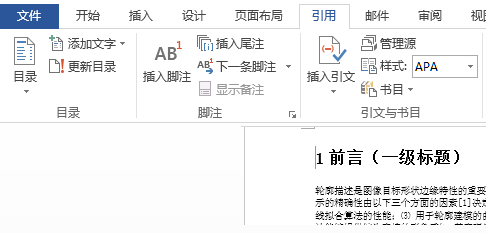 文件 开始 插入 设计 页面布局 引用 邮件 审阅
目录 添加文字 更新目录
AB¹ 插入脚注 插入尾注 下一条脚注 显示备注
插入引文 管理源 样式: APA 书目
目录 脚注 引文与书目
1 前言（一级标题）
轮廓描述是图像目标形状边缘特性的重要
示的精确性由以下三个方面的因素[1]决定
线拟合算法的性能;(3) 用于轮廓建模的曲